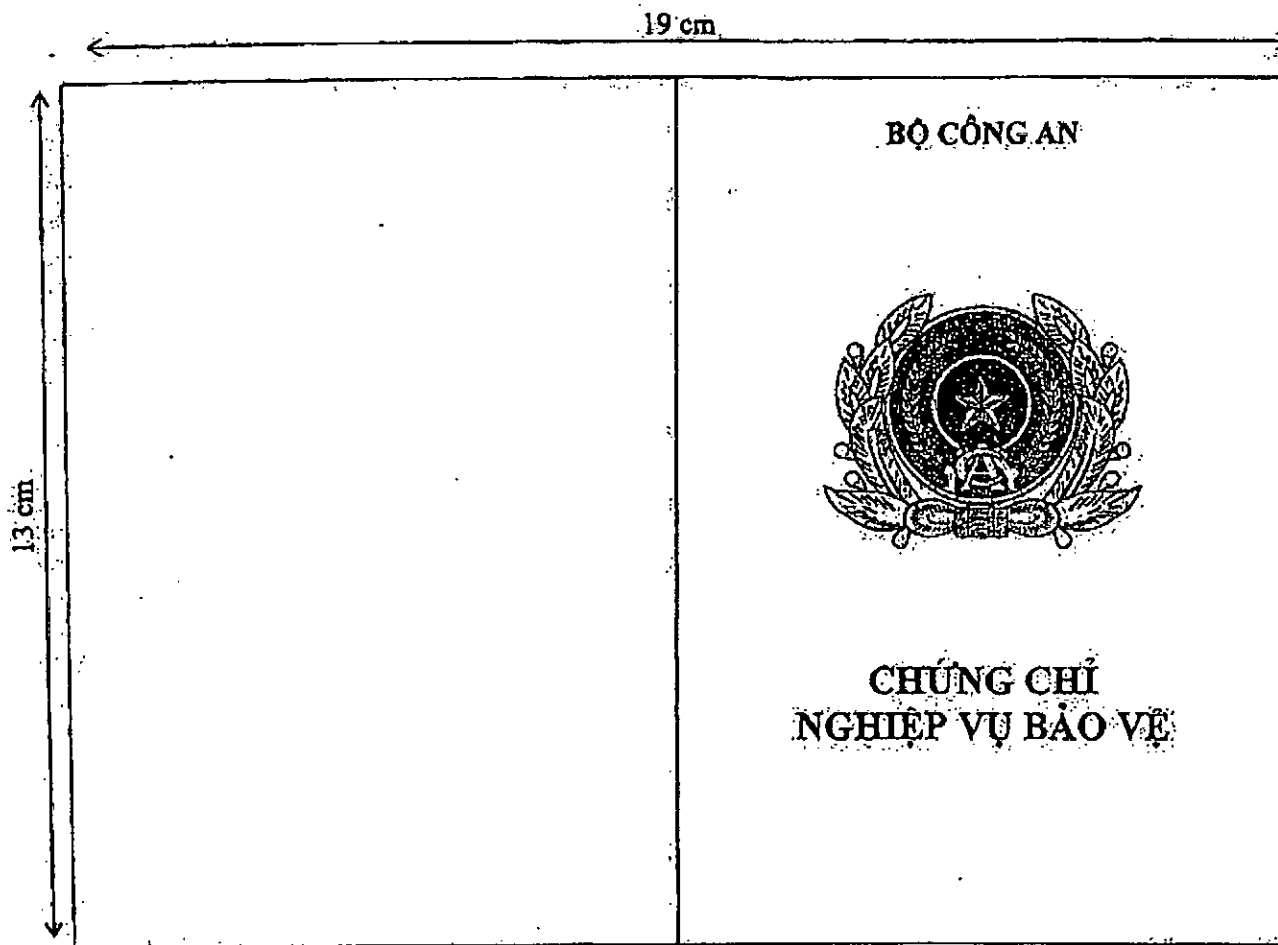 19 cm
BỘ CÔNG AN
13 cm
CHỨNG CHỈ
NGHIỆP VỤ BẢO VỆ